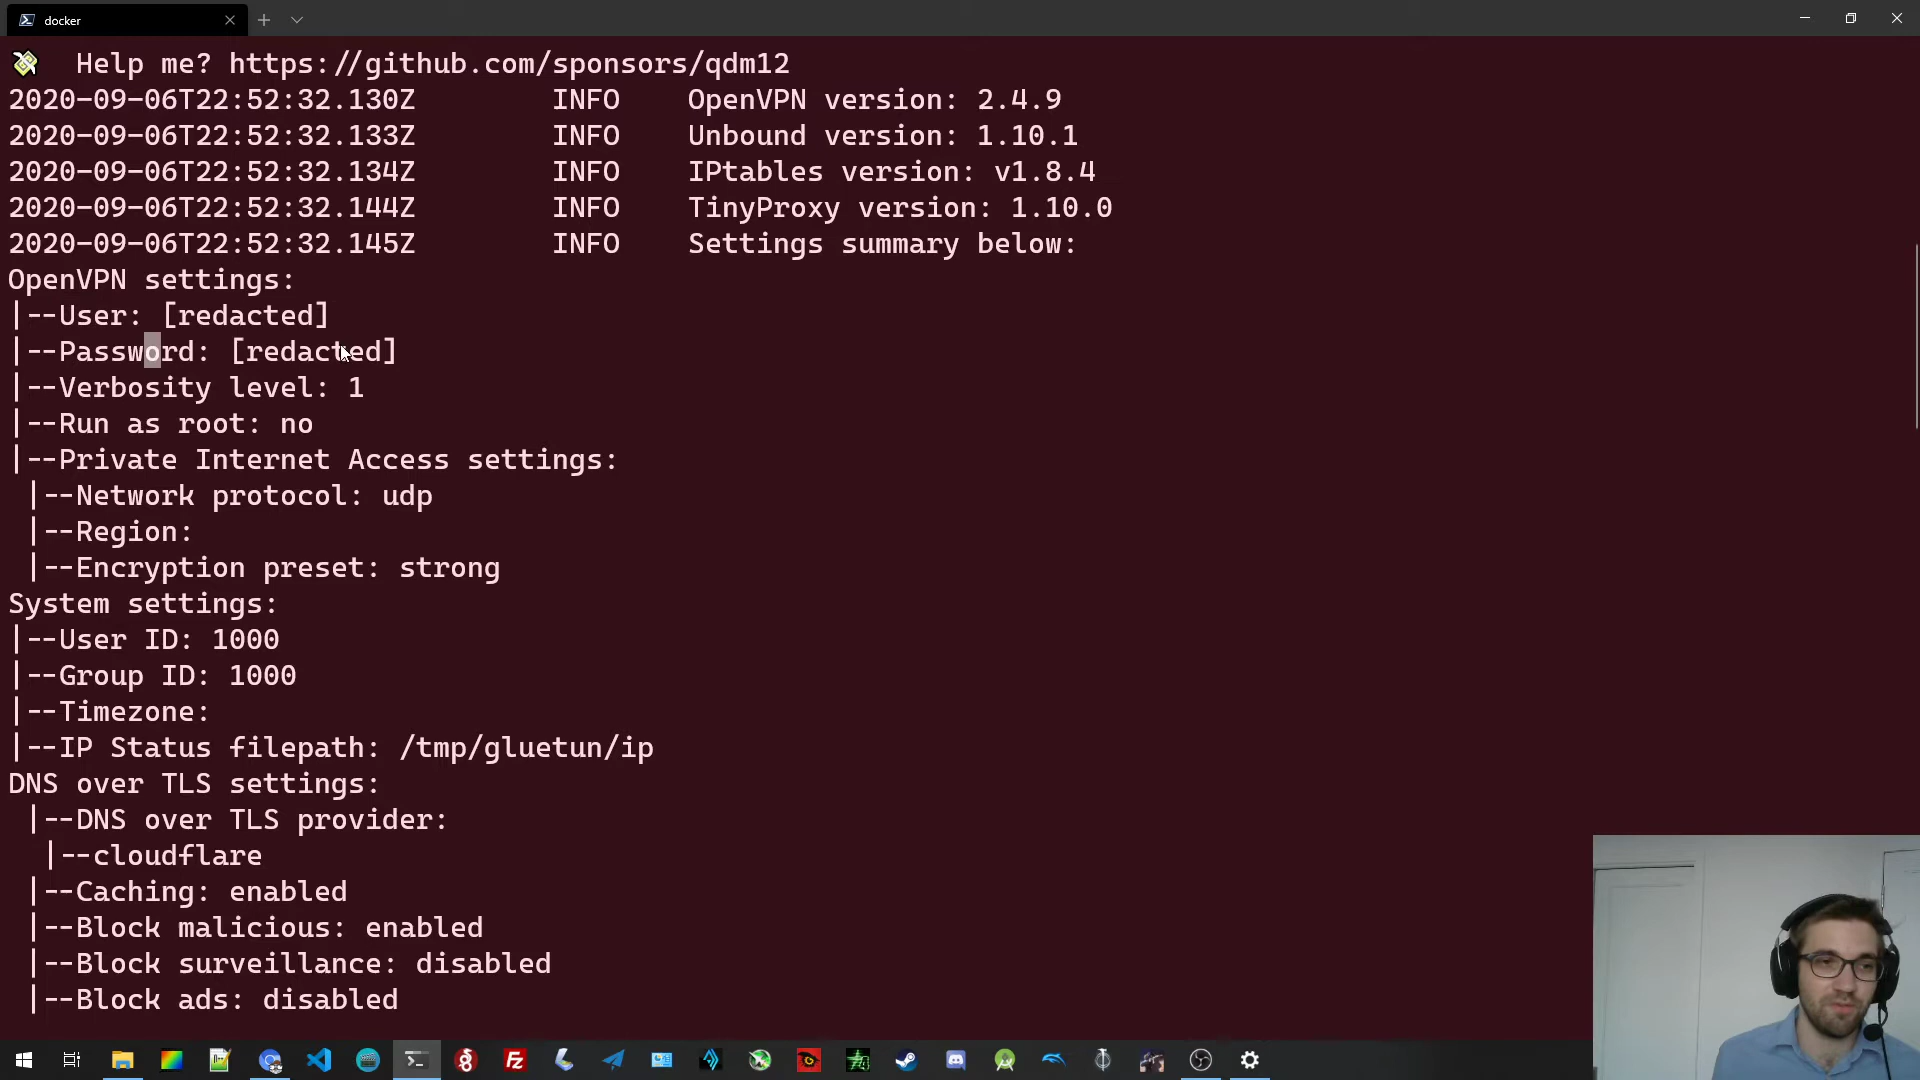 docker
Help me? https://github.com/sponsors/qdm12
2020-09-06T22:52:32.130Z INFO OpenVPN version: 2.4.9
2020-09-06T22:52:32.133Z INFO Unbound version: 1.10.1
2020-09-06T22:52:32.134Z INFO IPtables version: v1.8.4
2020-09-06T22:52:32.144Z INFO TinyProxy version: 1.10.0
2020-09-06T22:52:32.145Z INFO Settings summary below:
OpenVPN settings:
|--User: [redacted]
|--Password: [redacted]
|--Verbosity level: 1
|--Run as root: no
|--Private Internet Access settings:
|--Network protocol: udp
|--Region:
|--Encryption preset: strong
System settings:
|--User ID: 1000
|--Group ID: 1000
|--Timezone:
|--IP Status filepath: /tmp/gluetun/ip
DNS over TLS settings:
|--DNS over TLS provider:
|--cloudflare
|--Caching: enabled
|--Block malicious: enabled
|--Block surveillance: disabled
|--Block ads: disabled